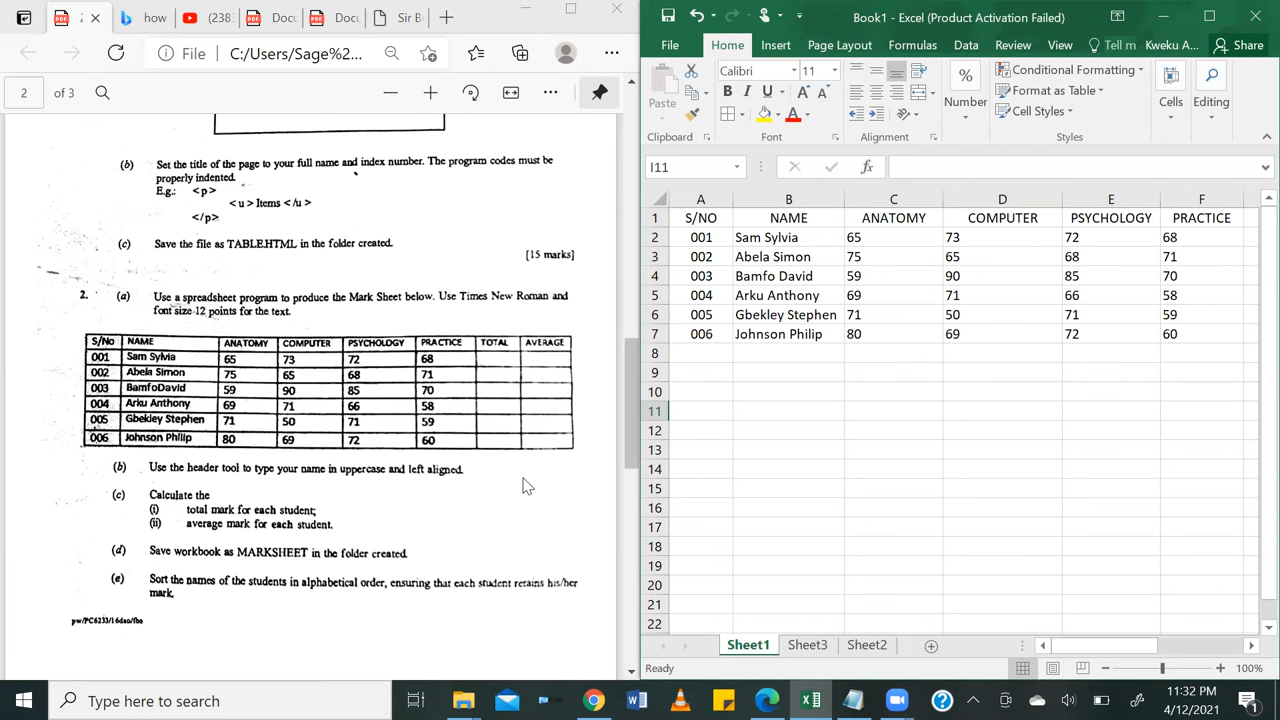 how
(238
Docu
Docu
Sir B
File
C:/Users/Sage%2...
2
of 3
(b) Set the title of the page to your full name and index number. The program codes must be
properly indented.
E.g.: <p>
<u> Items </u>
</p>
(c) Save the file as TABLE.HTML in the folder created.
[15 marks]
2. (a) Use a spreadsheet program to produce the Mark Sheet below. Use Times New Roman and
font size 12 points for the text.
S/No NAME ANATOMY COMPUTER PSYCHOLOGY PRACTICE TOTAL AVERAGE
001 Sam Sylvia 65 73 72 68
002 Abela Simon 75 65 68 71
003 BamfoDavid 59 90 85 70
004 Arku Anthony 69 71 66 58
005 Gbekley Stephen 71 50 71 59
006 Johnson Philip 80 69 72 60
(b) Use the header tool to type your name in uppercase and left aligned.
(c) Calculate the
(i) total mark for each student;
(ii) average mark for each student.
(d) Save workbook as MARKSHEET in the folder created.
(e) Sort the names of the students in alphabetical order, ensuring that each student retains his/her
mark.
pw/PC6233/16dao/fbo
Book1 - Excel (Product Activation Failed)
File Home Insert Page Layout Formulas Data Review View Tell m Kweku A... Share
Paste
Calibri 11
B I U A A
A
Number
%
Conditional Formatting
Format as Table
Cell Styles
Cells
Editing
Clipboard Font Alignment Styles
I11 fx
A B C D E F
1 S/NO NAME ANATOMY COMPUTER PSYCHOLOGY PRACTICE
2 001 Sam Sylvia 65 73 72 68
3 002 Abela Simon 75 65 68 71
4 003 Bamfo David 59 90 85 70
5 004 Arku Anthony 69 71 66 58
6 005 Gbekley Stephen 71 50 71 59
7 006 Johnson Philip 80 69 72 60
8
9
10
11
12
13
14
15
16
17
18
19
20
21
22
Sheet1 Sheet3 Sheet2
Ready 100%
Type here to search
11:32 PM
4/12/2021